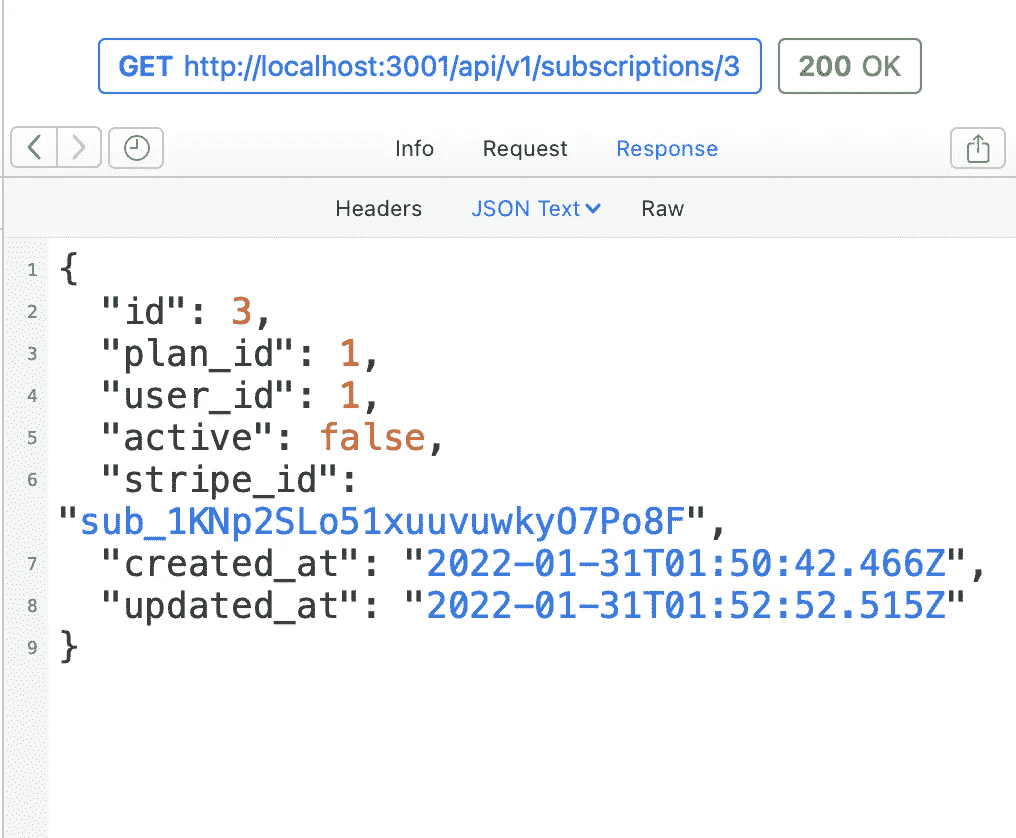 GET http://localhost:3001/api/v1/subscriptions/3 200 OK
Info Request Response
Headers JSON Text Raw
1 {
2 "id": 3,
3 "plan_id": 1,
4 "user_id": 1,
5 "active": false,
6 "stripe_id":
"sub_1KNp2SLo51xuuvuwkyO7Po8F",
7 "created_at": "2022-01-31T01:50:42.466Z",
8 "updated_at": "2022-01-31T01:52:52.515Z"
9 }